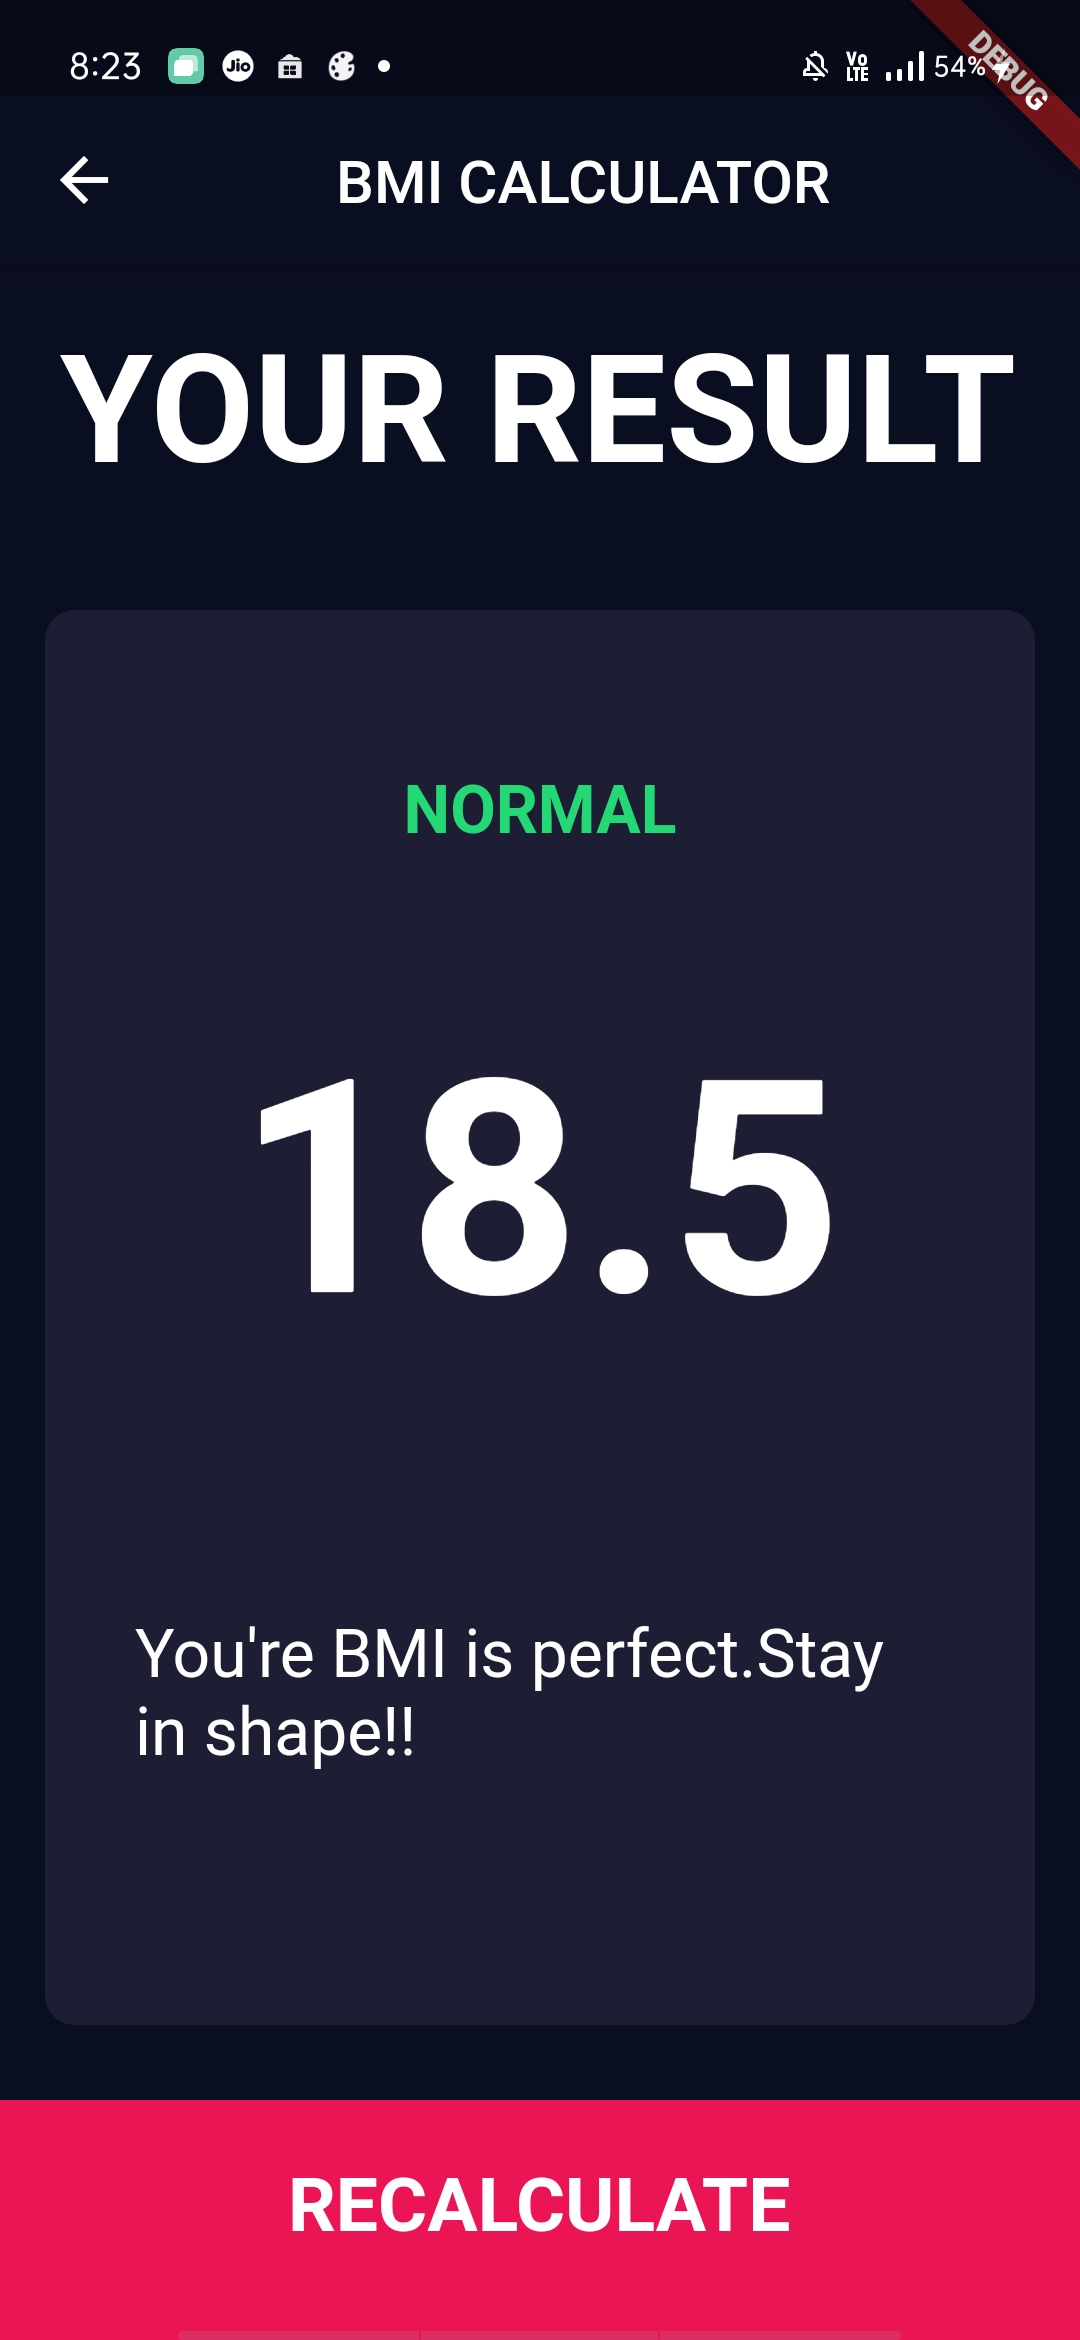 8:23 Jio Vo LTE 54% DEBUG
BMI CALCULATOR
YOUR RESULT
NORMAL
18.5
You're BMI is perfect.Stay
in shape!!
RECALCULATE